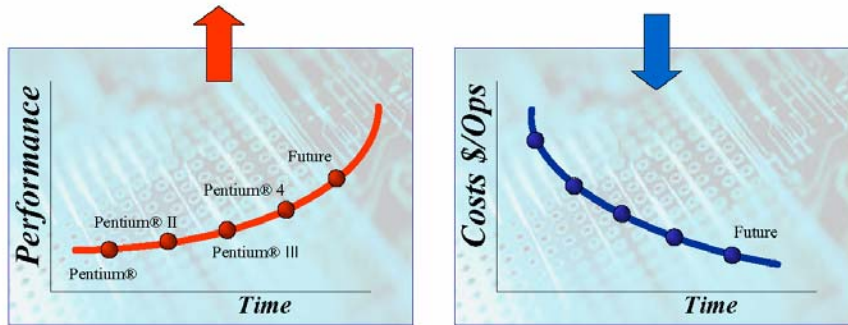 Performance
Future
Pentium® 4
Pentium® II
Pentium® III
Pentium®
Time
Costs $/Ops
Future
Time